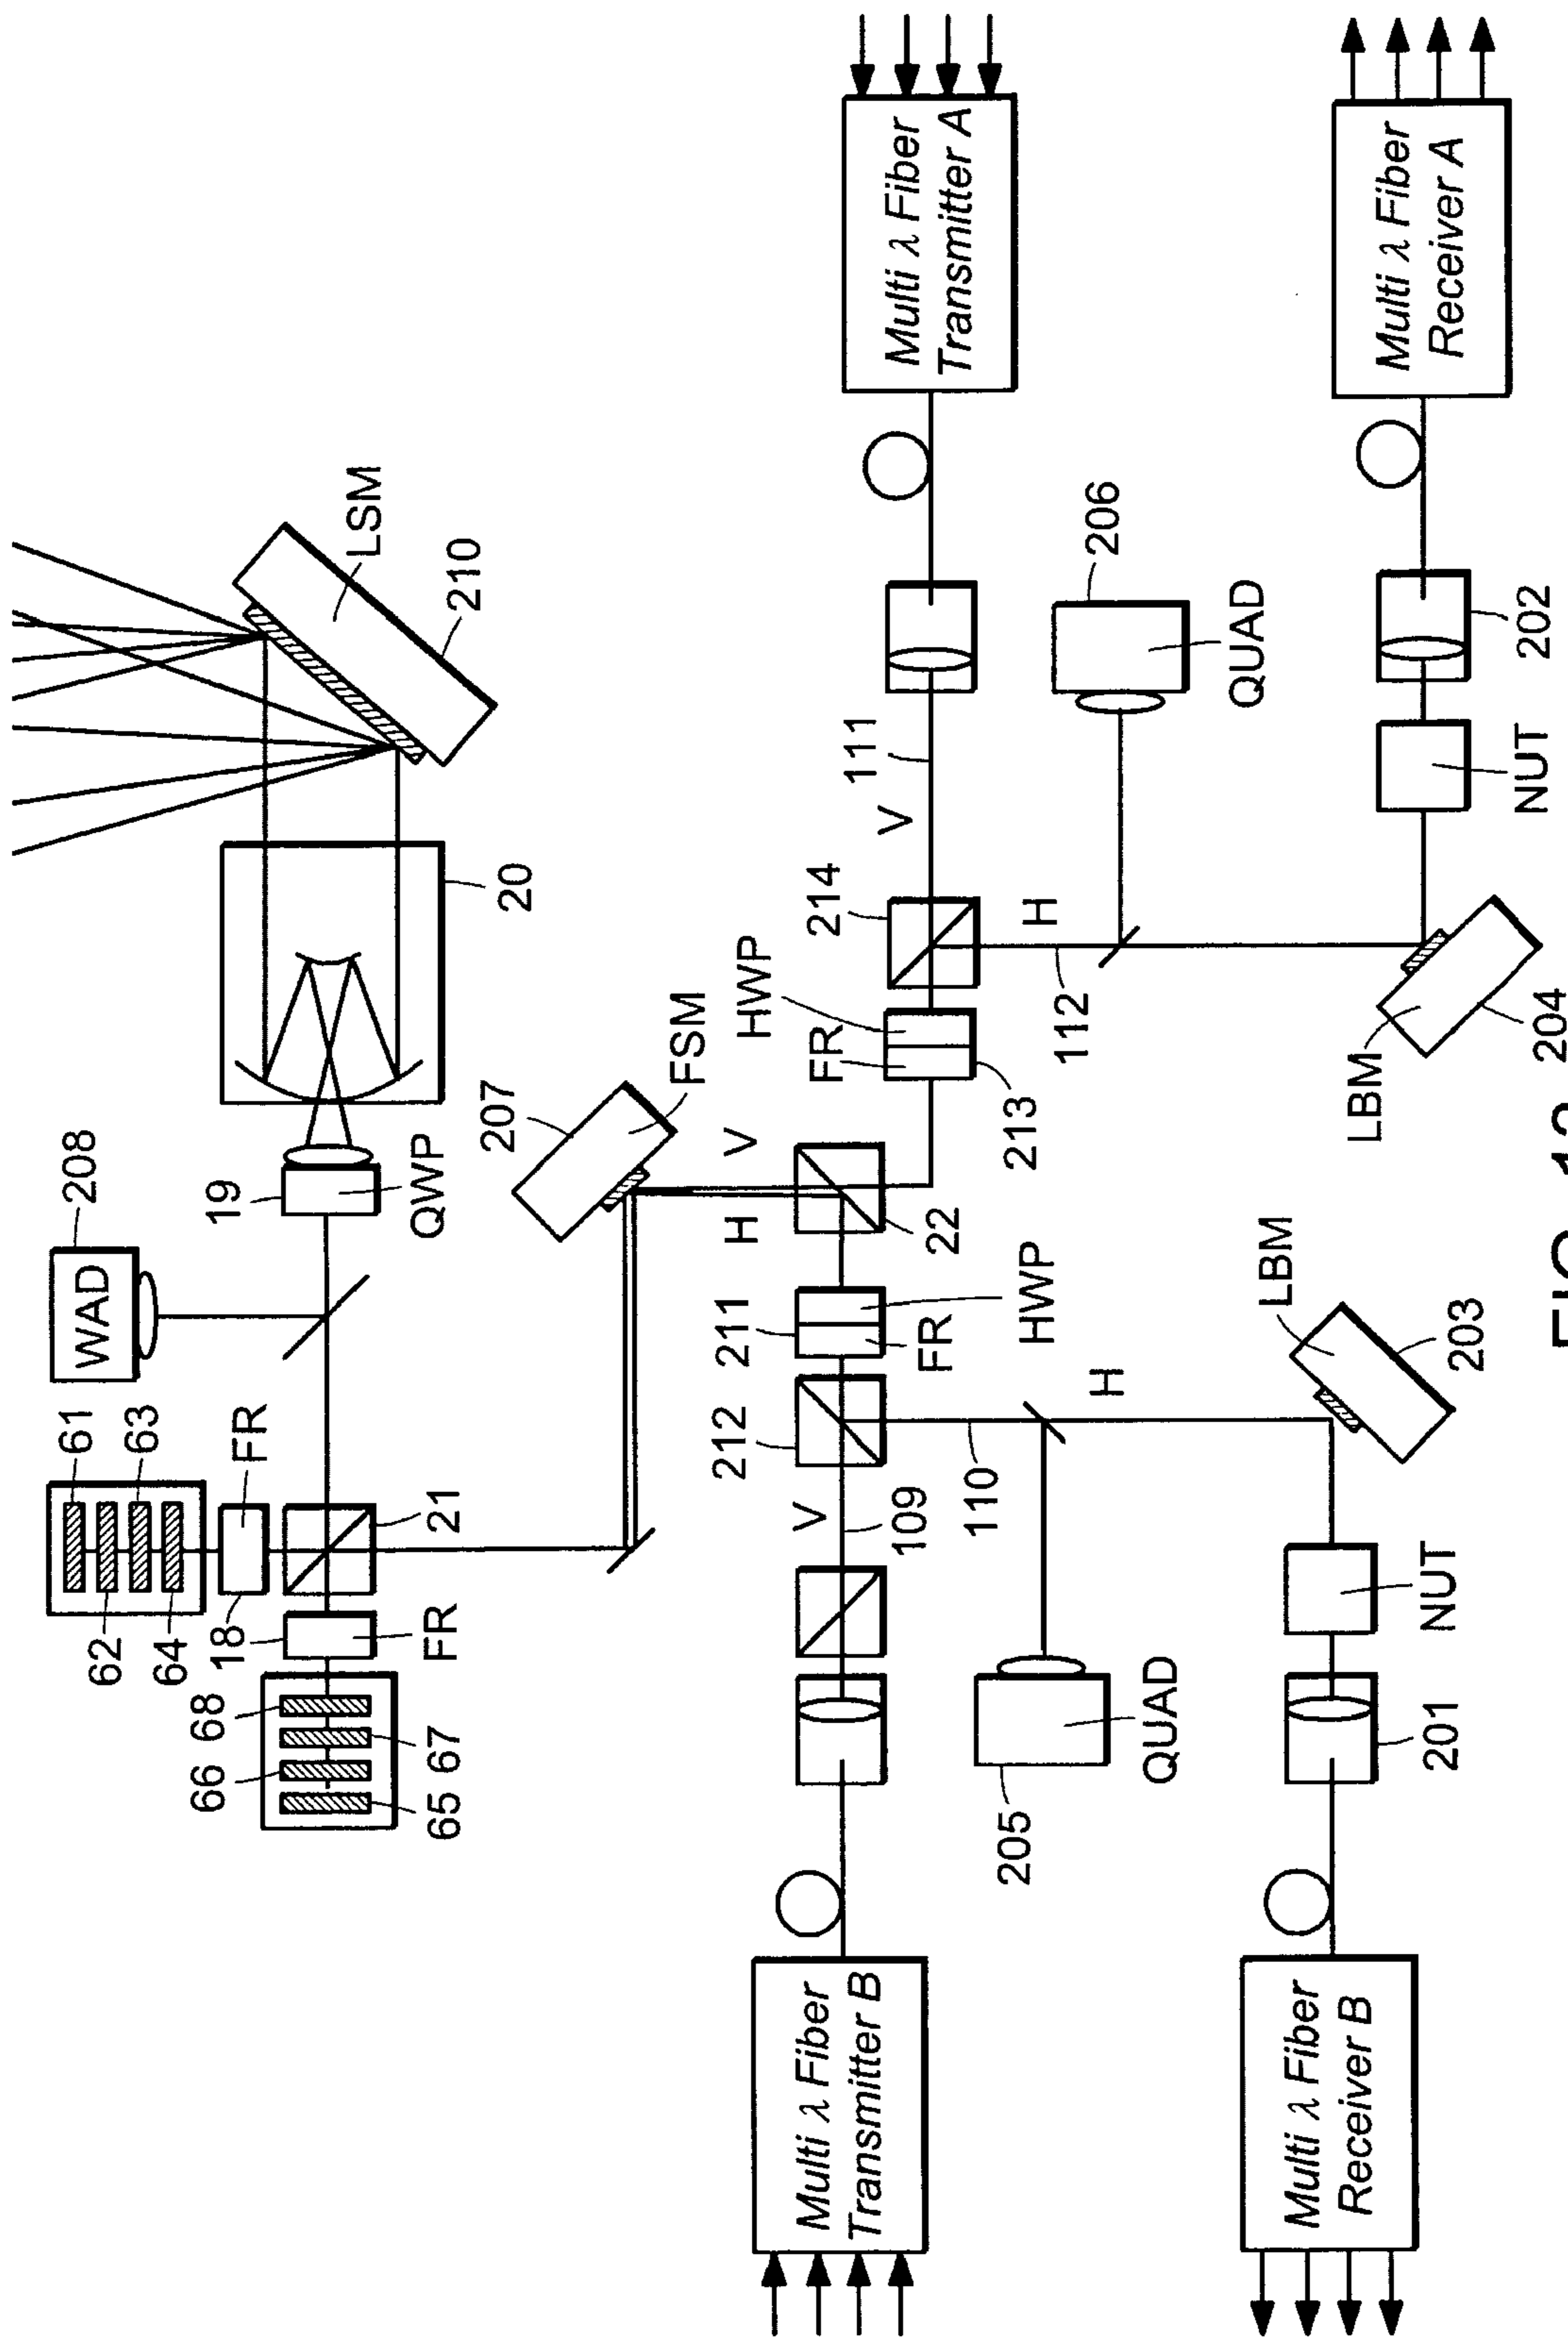 61
63
WAD
208
62
64
18
FR
19
66
68
FR
21
QWP
20
LSM
210
65
67
207
FSM
212
211
V
H
V
HWP
214
V
111
Multi λ Fiber
Transmitter B
109
FR
22
FR
213
Multi λ Fiber
Transmitter A
110
HWP
H
112
206
205
QUAD
H
QUAD
LBM
LBM
Multi λ Fiber
Receiver B
201
NUT
203
204
NUT
202
Multi λ Fiber
Receiver A
FIG